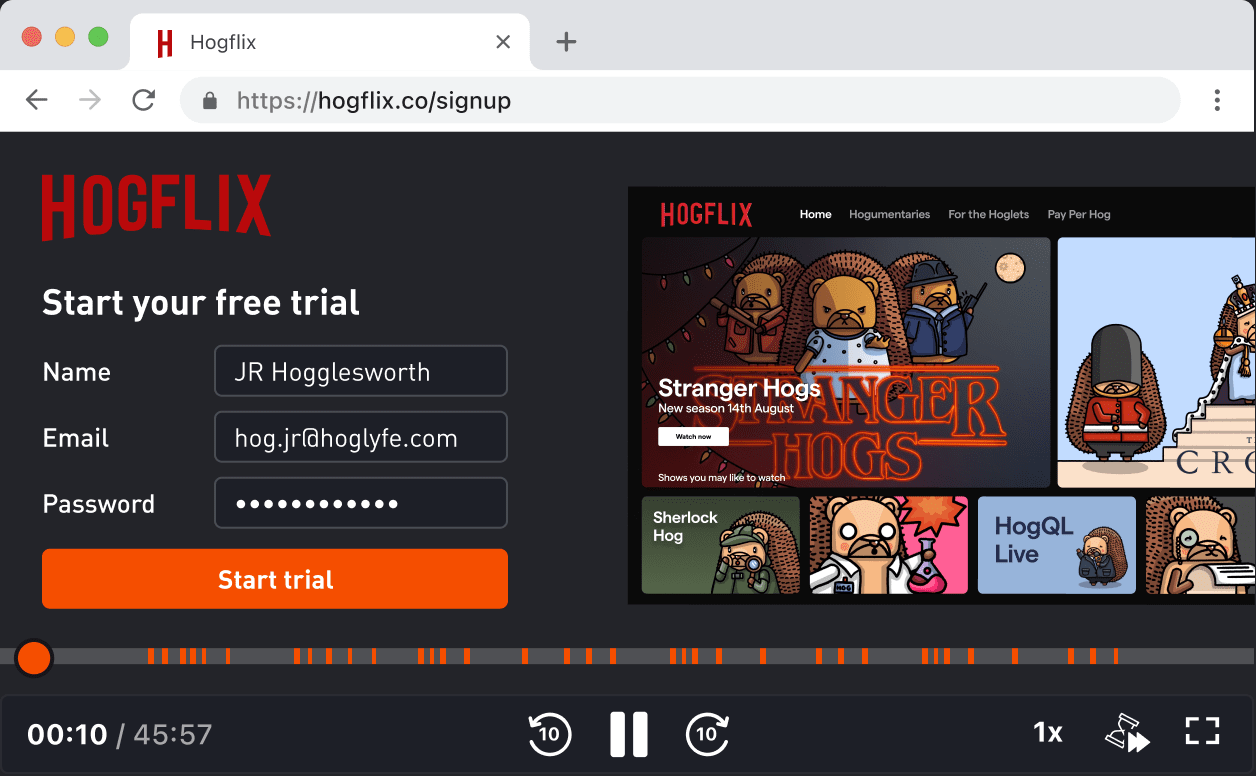 Hogflix
https://hogflix.co/signup
HOGFLIX
Start your free trial
Name
JR Hogglesworth
Email
hog.jr@hoglyfe.com
Password
Start trial
HOGFLIX
Home Hogumentaries For the Hoglets Pay Per Hog
STRANGER
HOGS
Stranger Hogs
New season 14th August
Watch now
Shows you may like to watch
CRO
Sherlock
Hog
HOG
HogQL
Live
00:10 / 45:57
10
10
1x